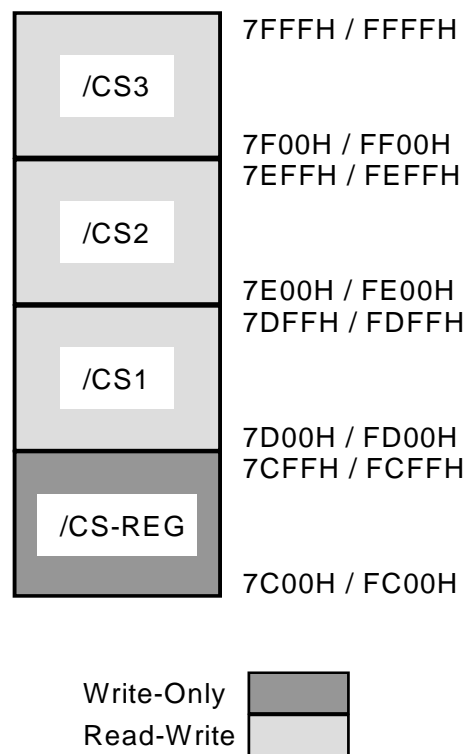 7FFFH / FFFFH
/CS3
7F00H / FF00H
7EFFH / FEFFH
/CS2
7E00H / FE00H
7DFFH / FDFFH
/CS1
7D00H / FD00H
7CFFH / FCFFH
/CS-REG
7C00H / FC00H
Write-Only
Read-Write